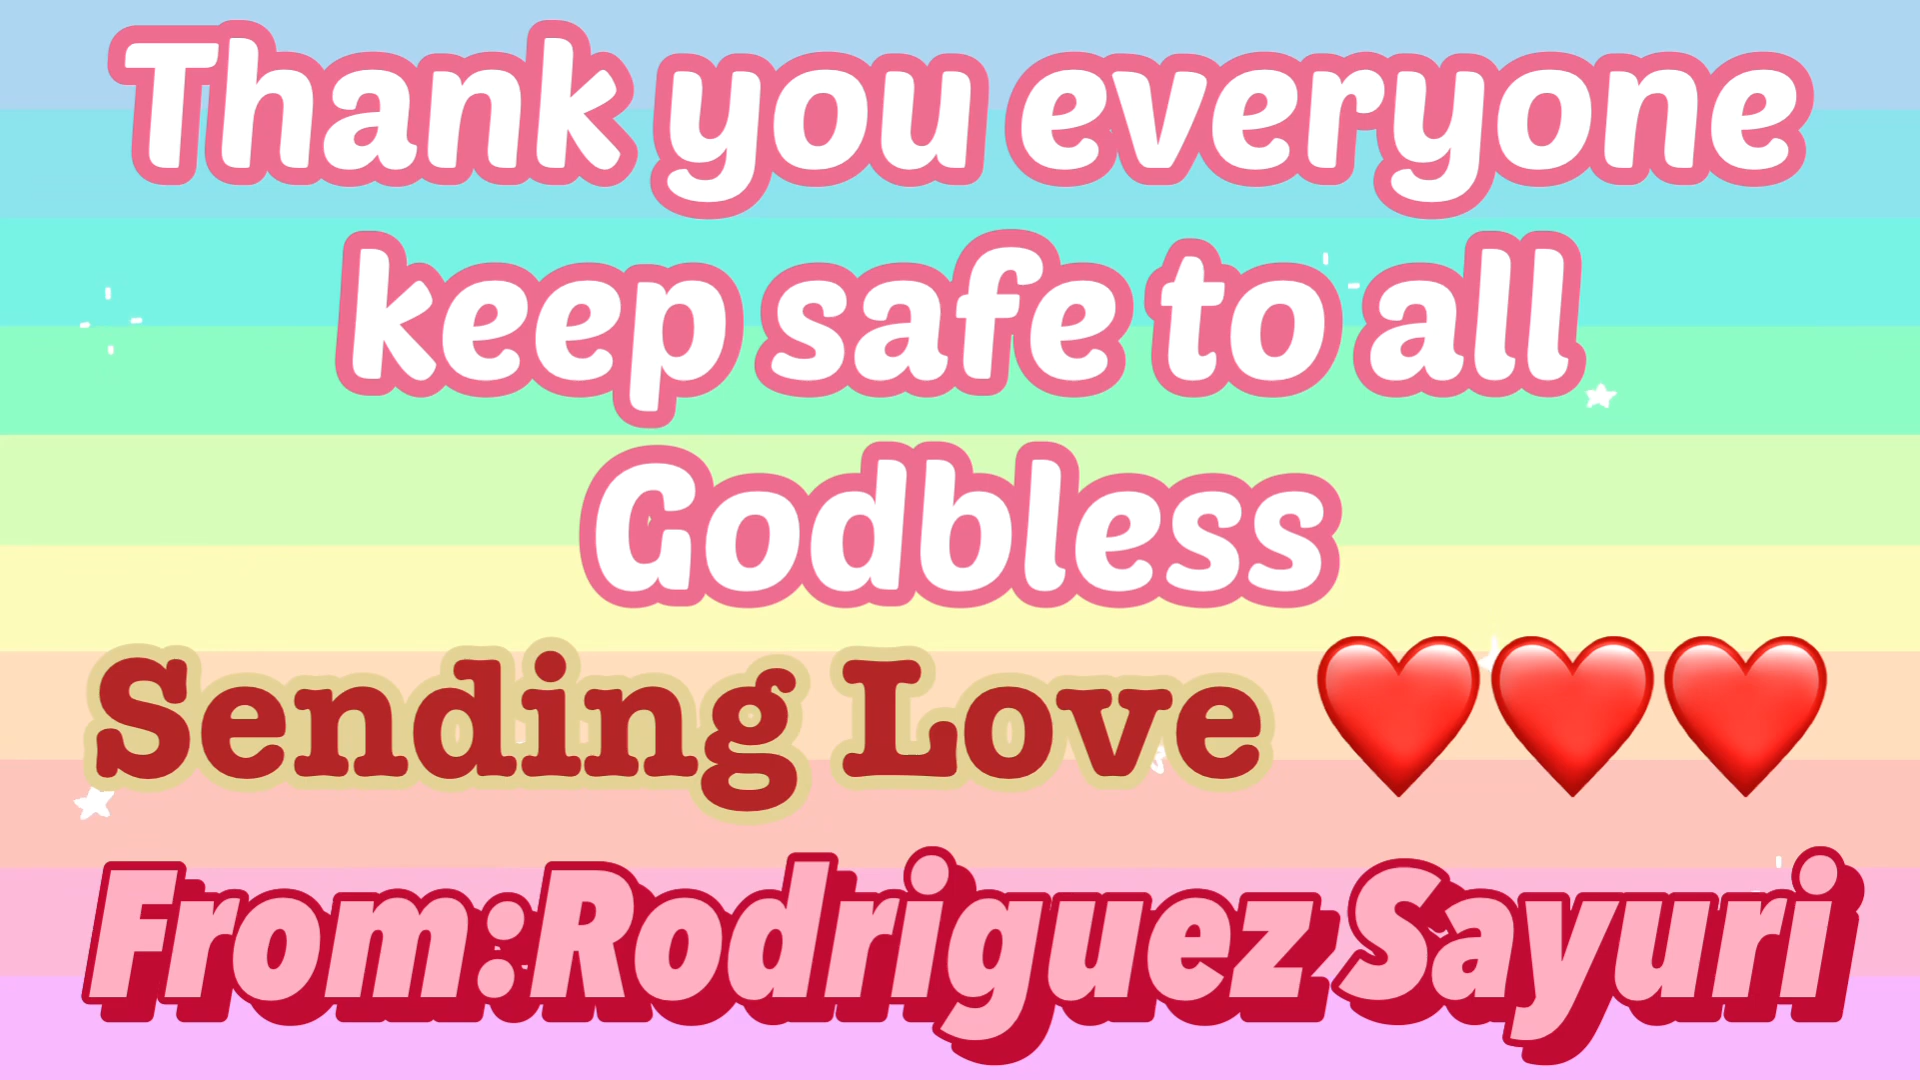 Thank you everyone
keep safe to all
Godbless
Sending Love ❤️❤️❤️
From:Rodriguez Sayuri